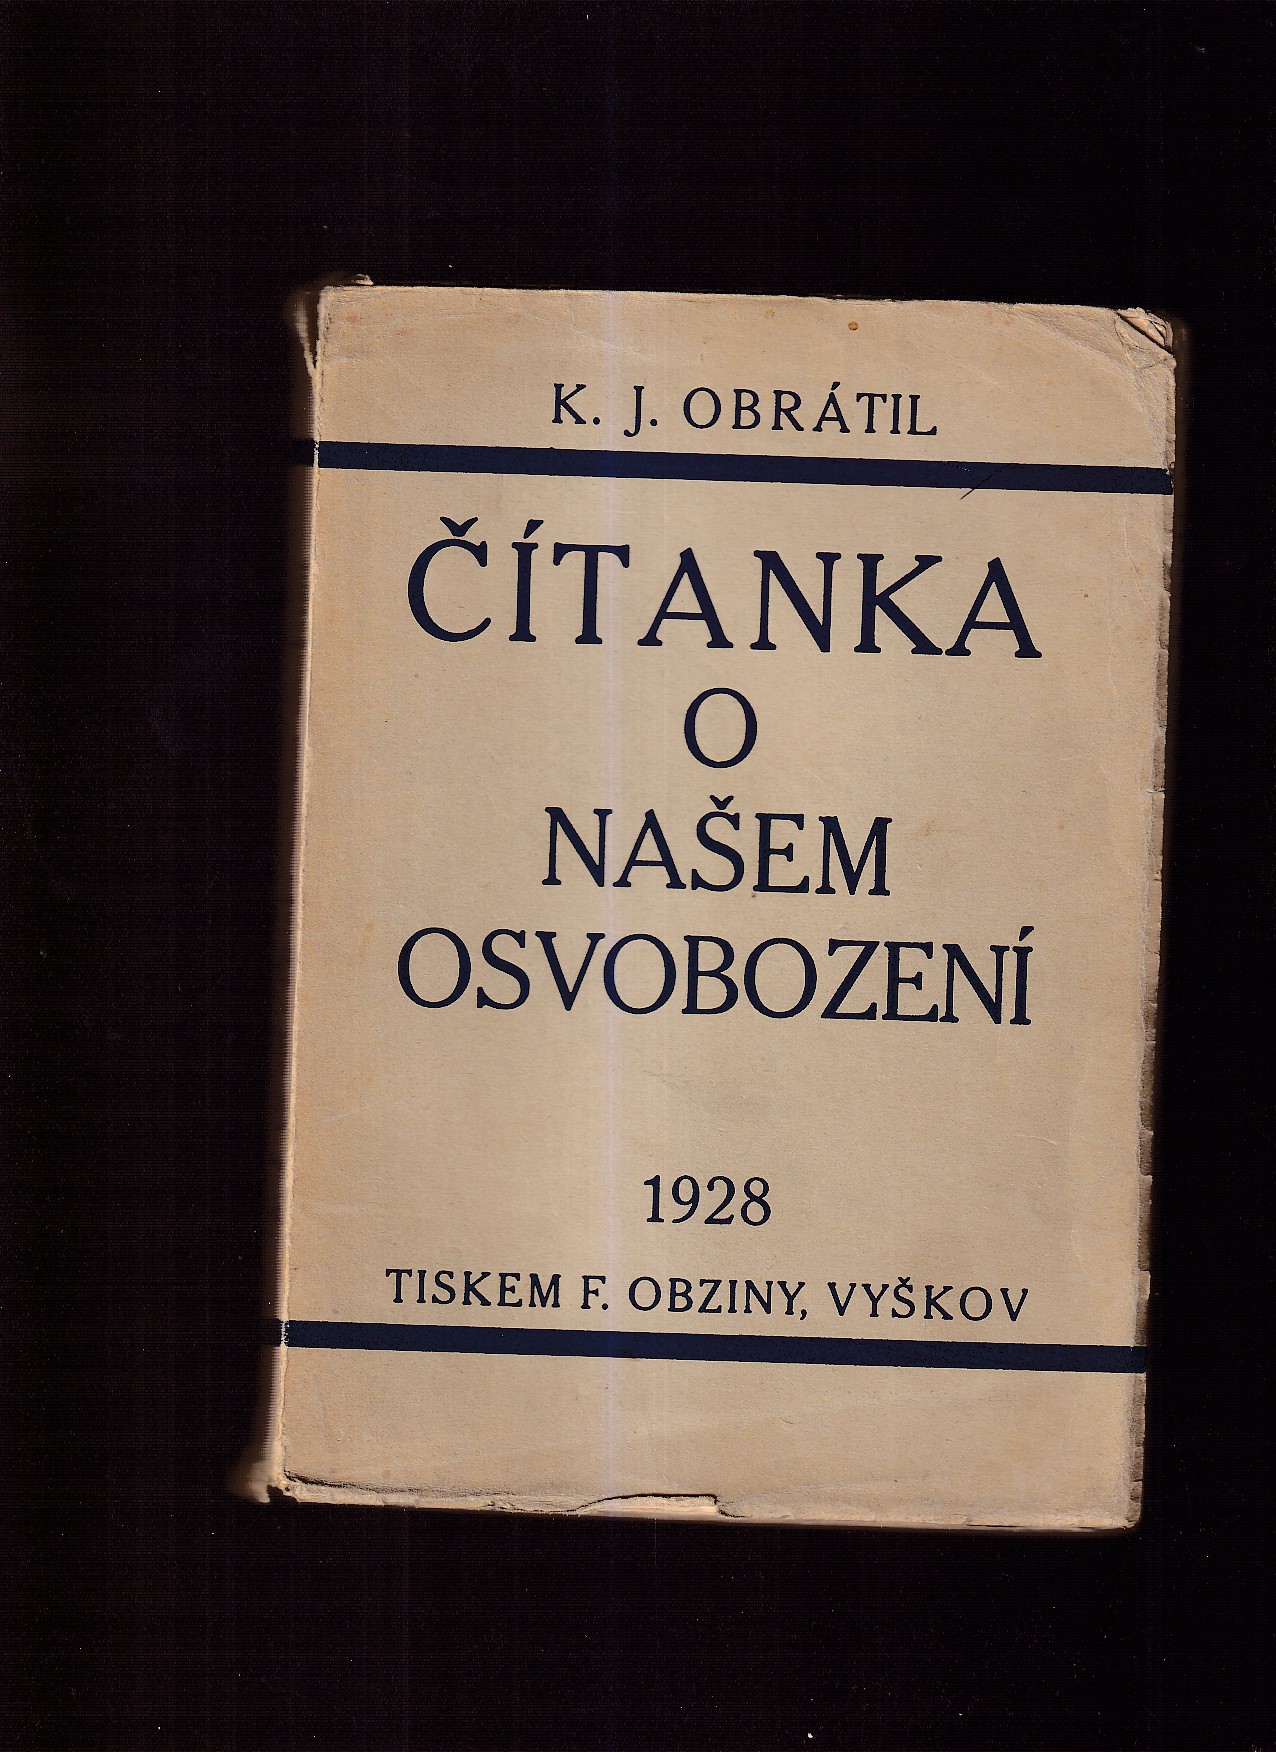 K. J. OBRÁTIL
ČÍTANKA
O
NAŠEM
OSVOBOZENÍ
1928
TISKEM F. OBZINY, VYŠKOV